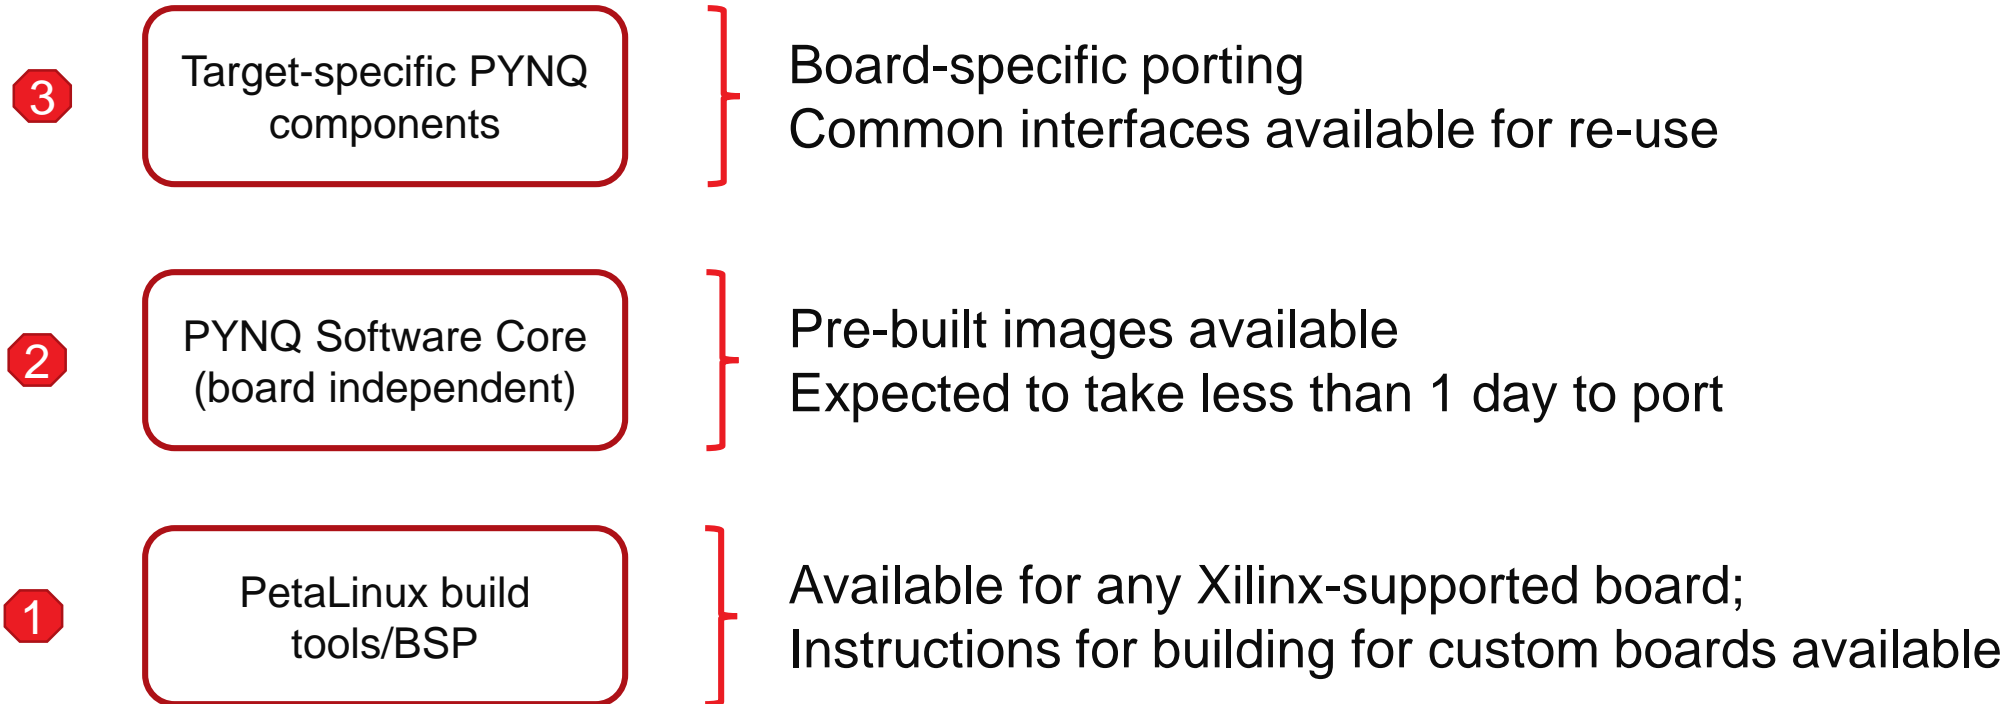 3
Target-specific PYNQ
components
Board-specific porting
Common interfaces available for re-use
2
PYNQ Software Core
(board independent)
Pre-built images available
Expected to take less than 1 day to port
1
PetaLinux build
tools/BSP
Available for any Xilinx-supported board;
Instructions for building for custom boards available